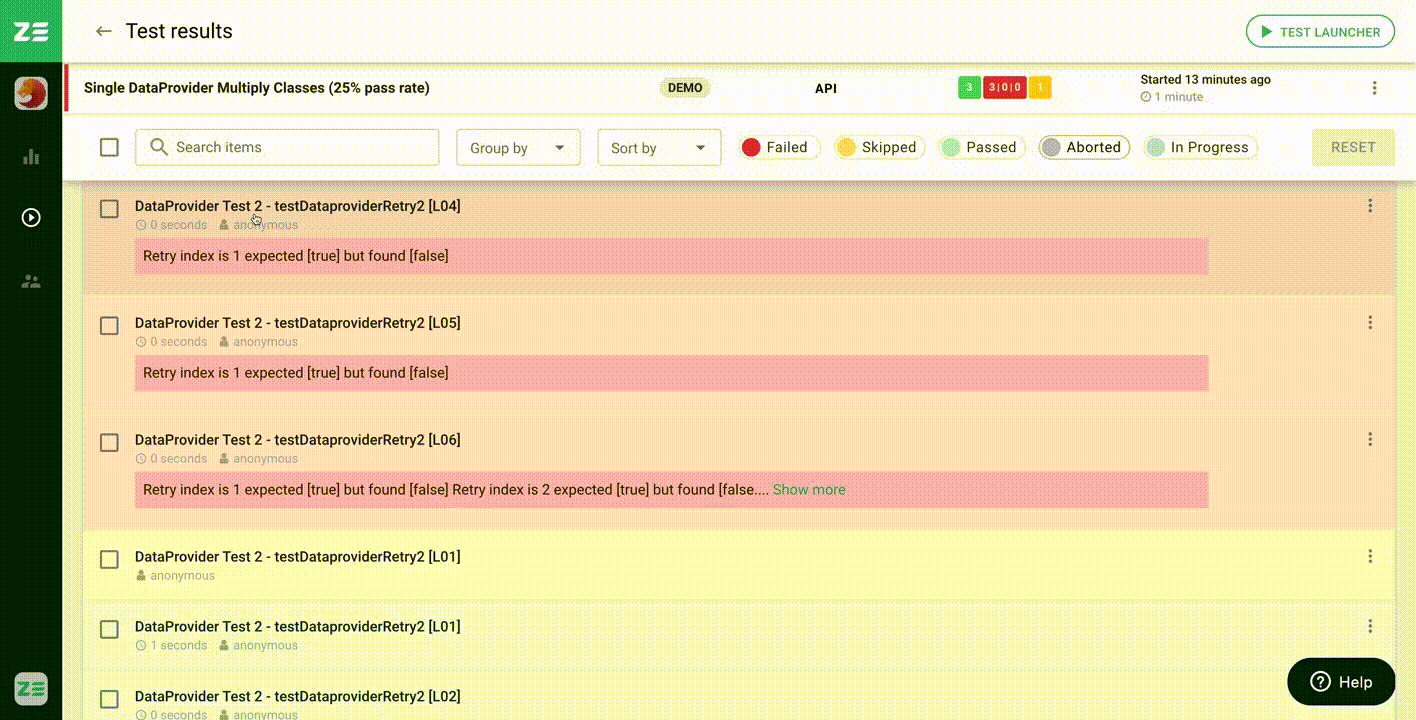 ZE
Test results
TEST LAUNCHER
Single DataProvider Multiply Classes (25% pass rate)
DEMO
API
3
3|0|0
1
Started 13 minutes ago
1 minute
Search items
Group by
Sort by
Failed
Skipped
Passed
Aborted
In Progress
RESET
DataProvider Test 2 - testDataproviderRetry2 [L04]
0 seconds anonymous
Retry index is 1 expected [true] but found [false]
DataProvider Test 2 - testDataproviderRetry2 [L05]
0 seconds anonymous
Retry index is 1 expected [true] but found [false]
DataProvider Test 2 - testDataproviderRetry2 [L06]
0 seconds anonymous
Retry index is 1 expected [true] but found [false] Retry index is 2 expected [true] but found [false.... Show more
DataProvider Test 2 - testDataproviderRetry2 [L01]
anonymous
DataProvider Test 2 - testDataproviderRetry2 [L01]
1 seconds anonymous
DataProvider Test 2 - testDataproviderRetry2 [L02]
0 seconds anonymous
ZE
Help